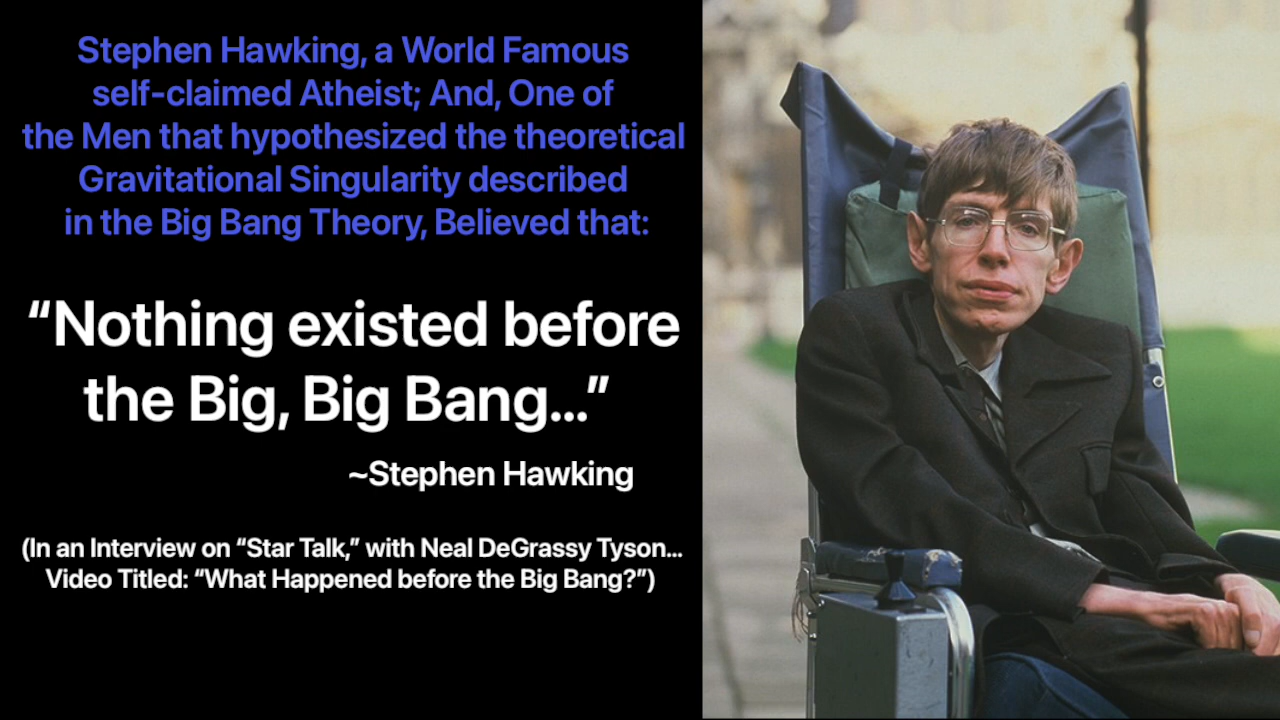 Stephen Hawking, a World Famous
self-claimed Atheist; And, One of
the Men that hypothesized the theoretical
Gravitational Singularity described
in the Big Bang Theory, Believed that:
“Nothing existed before
the Big, Big Bang...”
~Stephen Hawking
(In an Interview on “Star Talk,” with Neal DeGrassy Tyson...
Video Titled: “What Happened before the Big Bang?”)